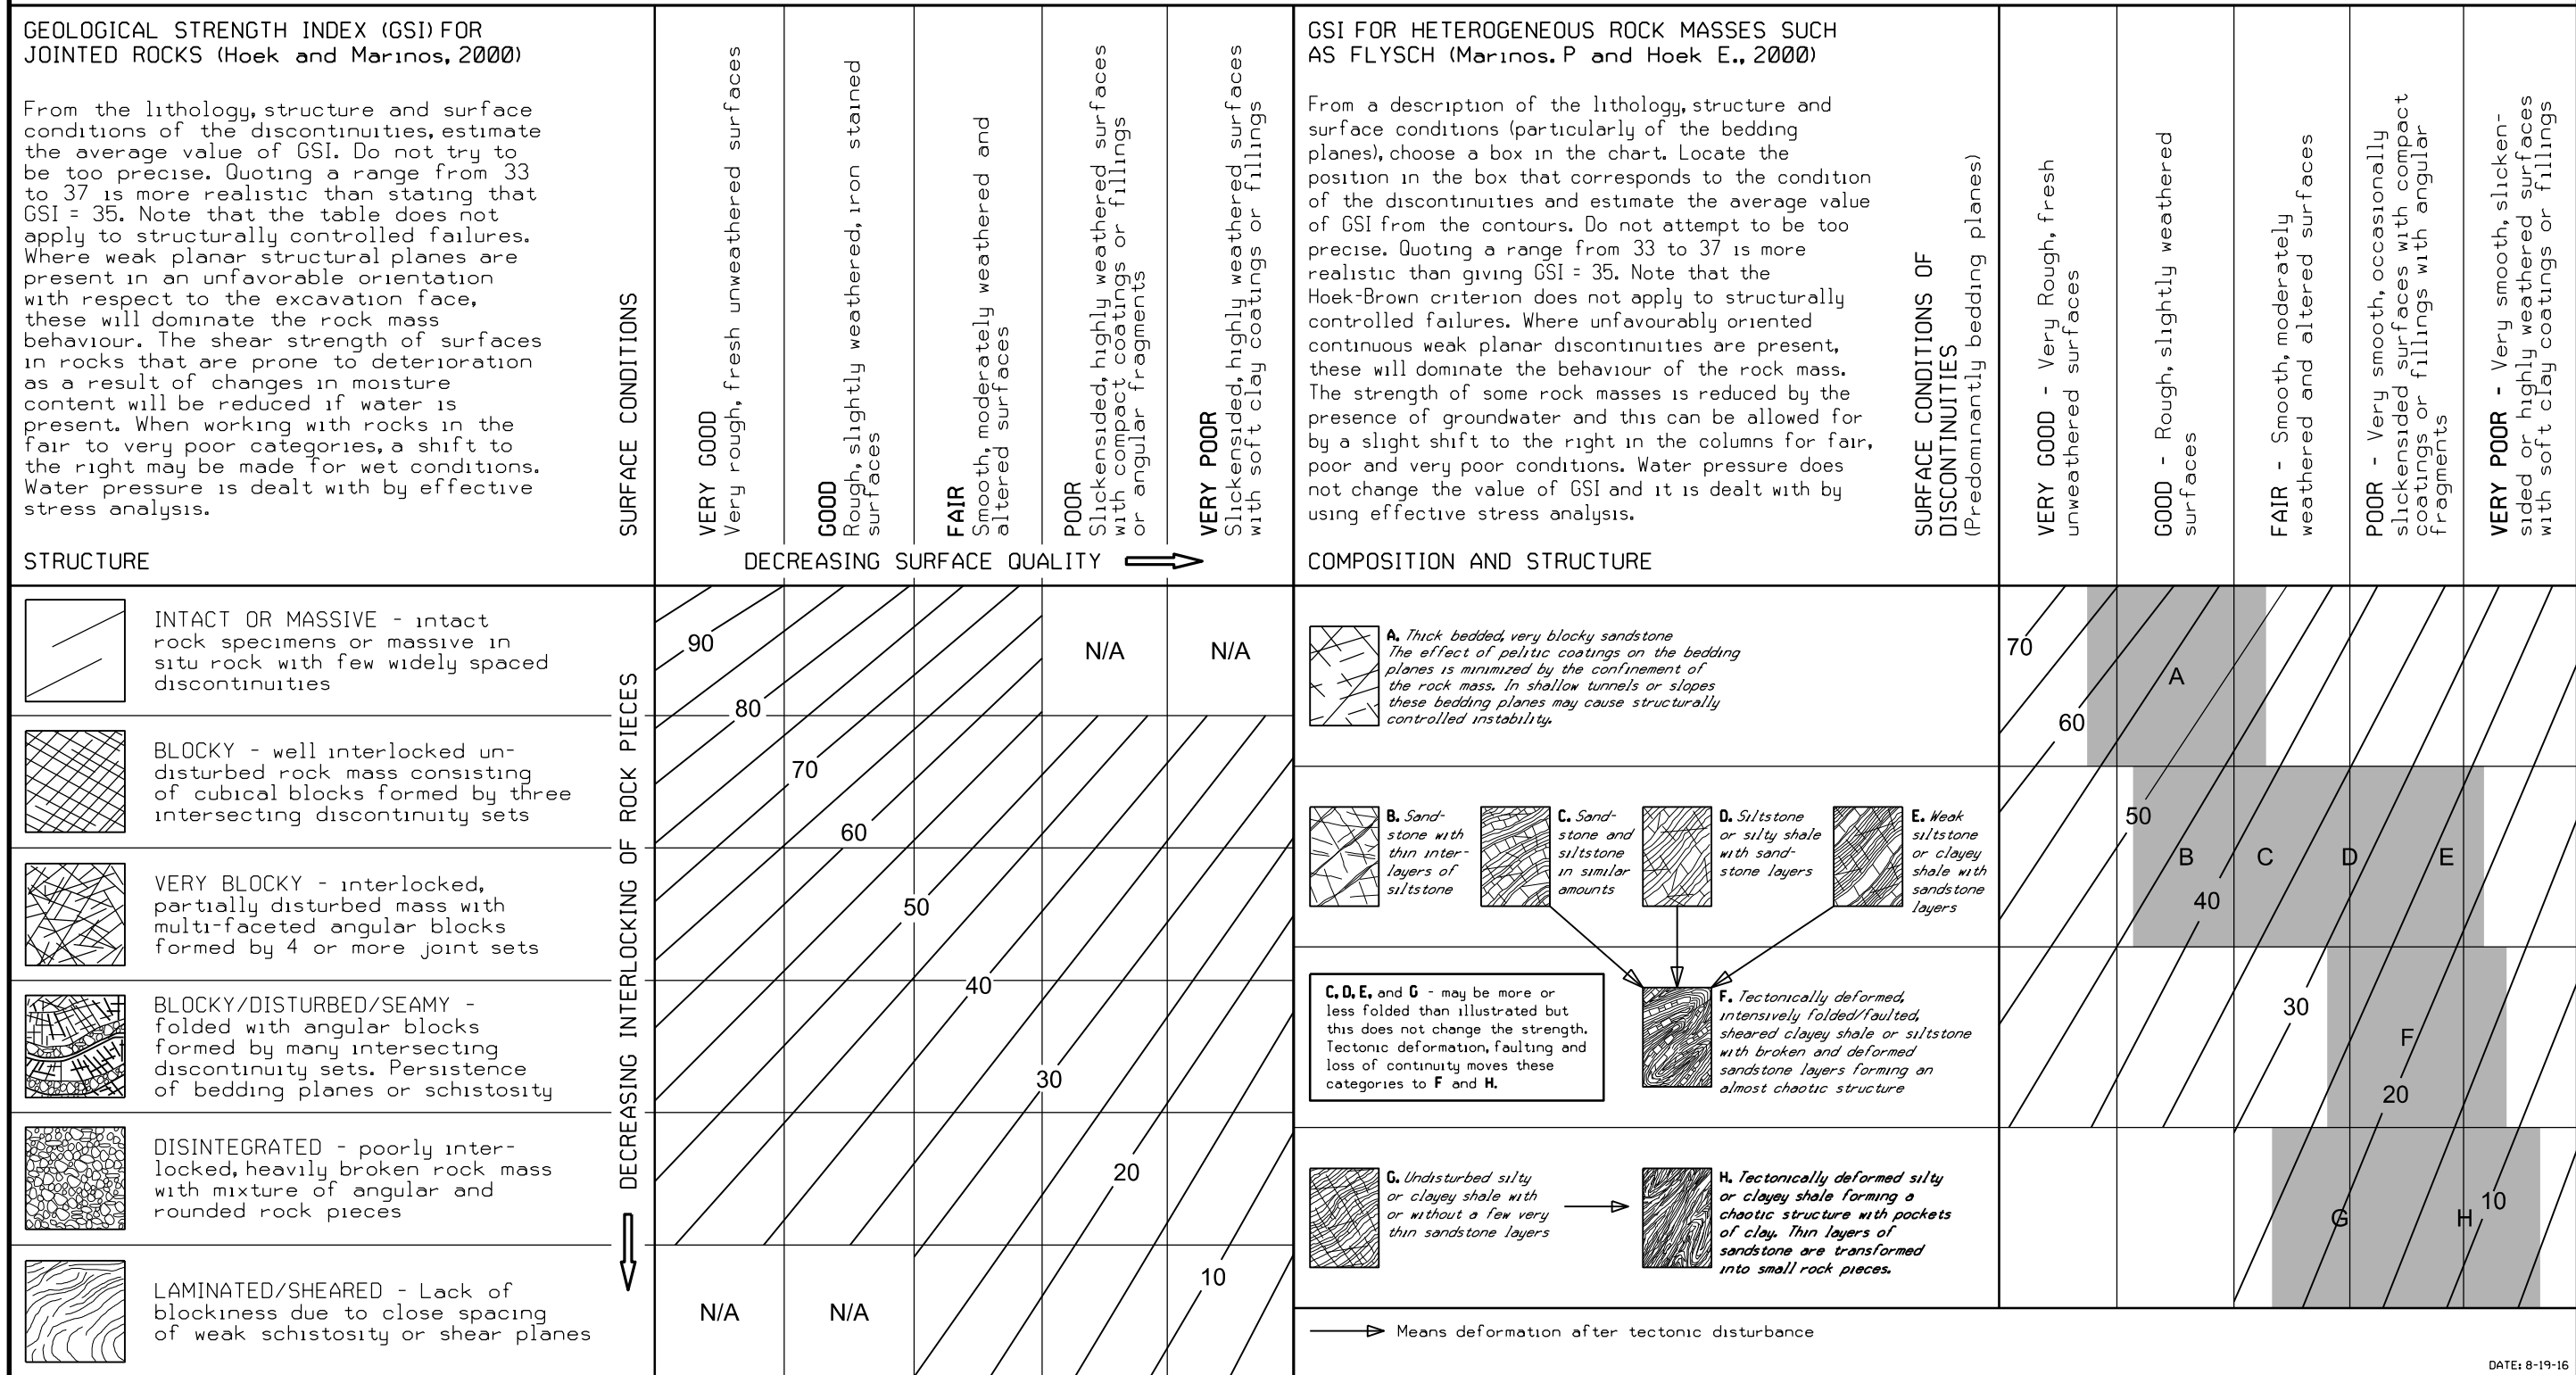 GEOLOGICAL STRENGTH INDEX (GSI) FOR
JOINTED ROCKS (Hoek and Marinos, 2000)
From the lithology, structure and surface
conditions of the discontinuities, estimate
the average value of GSI. Do not try to
be too precise. Quoting a range from 33
to 37 is more realistic than stating that
GSI = 35. Note that the table does not
apply to structurally controlled failures.
Where weak planar structural planes are
present in an unfavorable orientation
with respect to the excavation face,
these will dominate the rock mass
behaviour. The shear strength of surfaces
in rocks that are prone to deterioration
as a result of changes in moisture
content will be reduced if water is
present. When working with rocks in the
fair to very poor categories, a shift to
the right may be made for wet conditions.
Water pressure is dealt with by effective
stress analysis.
STRUCTURE
SURFACE CONDITIONS
VERY GOOD
Very rough, fresh unweathered surfaces
GOOD
Rough, slightly weathered, iron stained
surfaces
FAIR
Smooth, moderately weathered and
altered surfaces
POOR
Slickensided, highly weathered surfaces
with compact coatings or fillings
or angular fragments
VERY POOR
Slickensided, highly weathered surfaces
with soft clay coatings or fillings
DECREASING SURFACE QUALITY
DECREASING INTERLOCKING OF ROCK PIECES
INTACT OR MASSIVE - intact
rock specimens or massive in
situ rock with few widely spaced
discontinuities
BLOCKY - well interlocked un-
disturbed rock mass consisting
of cubical blocks formed by three
intersecting discontinuity sets
VERY BLOCKY - interlocked,
partially disturbed mass with
multi-faceted angular blocks
formed by 4 or more joint sets
BLOCKY/DISTURBED/SEAMY -
folded with angular blocks
formed by many intersecting
discontinuity sets. Persistence
of bedding planes or schistosity
DISINTEGRATED - poorly inter-
locked, heavily broken rock mass
with mixture of angular and
rounded rock pieces
LAMINATED/SHEARED - Lack of
blockiness due to close spacing
of weak schistosity or shear planes
90
80
70
60
50
40
30
20
10
N/A
N/A
N/A
N/A
GSI FOR HETEROGENEOUS ROCK MASSES SUCH
AS FLYSCH (Marinos. P and Hoek E., 2000)
From a description of the lithology, structure and
surface conditions (particularly of the bedding
planes), choose a box in the chart. Locate the
position in the box that corresponds to the condition
of the discontinuities and estimate the average value
of GSI from the contours. Do not attempt to be too
precise. Quoting a range from 33 to 37 is more
realistic than giving GSI = 35. Note that the
Hoek-Brown criterion does not apply to structurally
controlled failures. Where unfavourably oriented
continuous weak planar discontinuities are present,
these will dominate the behaviour of the rock mass.
The strength of some rock masses is reduced by the
presence of groundwater and this can be allowed for
by a slight shift to the right in the columns for fair,
poor and very poor conditions. Water pressure does
not change the value of GSI and it is dealt with by
using effective stress analysis.
COMPOSITION AND STRUCTURE
SURFACE CONDITIONS OF
DISCONTINUITIES
(Predominantly bedding planes)
VERY GOOD - Very Rough, fresh
unweathered surfaces
GOOD - Rough, slightly weathered
surfaces
FAIR - Smooth, moderately
weathered and altered surfaces
POOR - Very smooth, occasionally
slickensided surfaces with compact
coatings or fillings with angular
fragments
VERY POOR - Very smooth, slicken-
sided or highly weathered surfaces
with soft clay coatings or fillings
A. Thick bedded, very blocky sandstone
The effect of pelitic coatings on the bedding
planes is minimized by the confinement of
the rock mass. In shallow tunnels or slopes
these bedding planes may cause structurally
controlled instability.
B. Sand-
stone with
thin inter-
layers of
siltstone
C. Sand-
stone and
siltstone
in similar
amounts
D. Siltstone
or silty shale
with sand-
stone layers
E. Weak
siltstone
or clayey
shale with
sandstone
layers
C, D, E, and G - may be more or
less folded than illustrated but
this does not change the strength.
Tectonic deformation, faulting and
loss of continuity moves these
categories to F and H.
F. Tectonically deformed,
intensively folded/faulted,
sheared clayey shale or siltstone
with broken and deformed
sandstone layers forming an
almost chaotic structure
G. Undisturbed silty
or clayey shale with
or without a few very
thin sandstone layers
H. Tectonically deformed silty
or clayey shale forming a
chaotic structure with pockets
of clay. Thin layers of
sandstone are transformed
into small rock pieces.
70
A
60
50
B
C
D
E
40
30
F
20
10
G
H
Means deformation after tectonic disturbance
DATE: 8-19-16